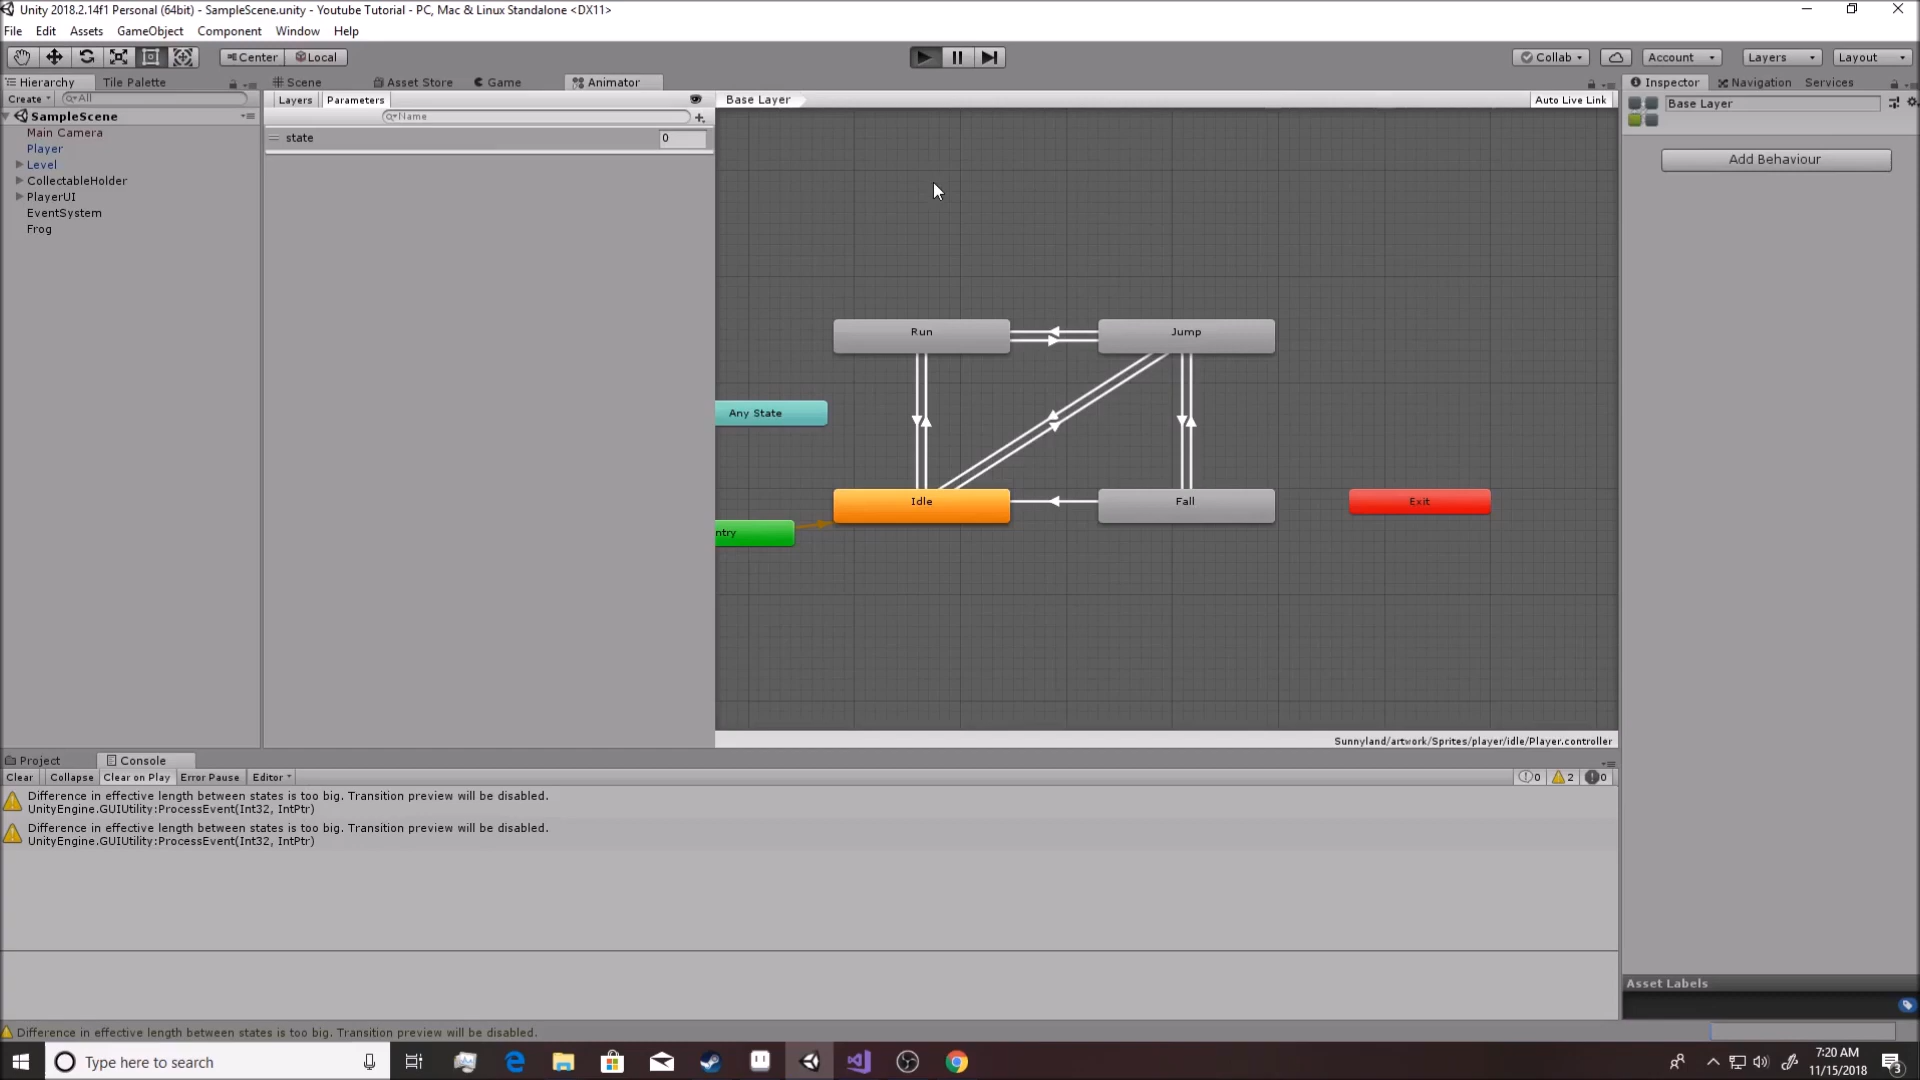 Unity 2018.2.14f1 Personal (64bit) - SampleScene.unity - Youtube Tutorial - PC, Mac & Linux Standalone <DX11>
File Edit Assets GameObject Component Window Help
Center Local Collab Account Layers Layout
Hierarchy Tile Palette Scene Asset Store Game Animator Inspector Navigation Services
Create All Layers Parameters Base Layer Auto Live Link Base Layer
SampleScene Name
Main Camera state 0
Player
Level
CollectableHolder
PlayerUI
EventSystem
Frog
Add Behaviour
Run Jump
Any State
Idle Fall Exit
ntry
Sunnyland/artwork/Sprites/player/idle/Player.controller
Project Console
Clear Collapse Clear on Play Error Pause Editor 0 2 0
Difference in effective length between states is too big. Transition preview will be disabled.
UnityEngine.GUIUtility:ProcessEvent(Int32, IntPtr)
Difference in effective length between states is too big. Transition preview will be disabled.
UnityEngine.GUIUtility:ProcessEvent(Int32, IntPtr)
Asset Labels
Difference in effective length between states is too big. Transition preview will be disabled.
Type here to search
7:20 AM
11/15/2018
3